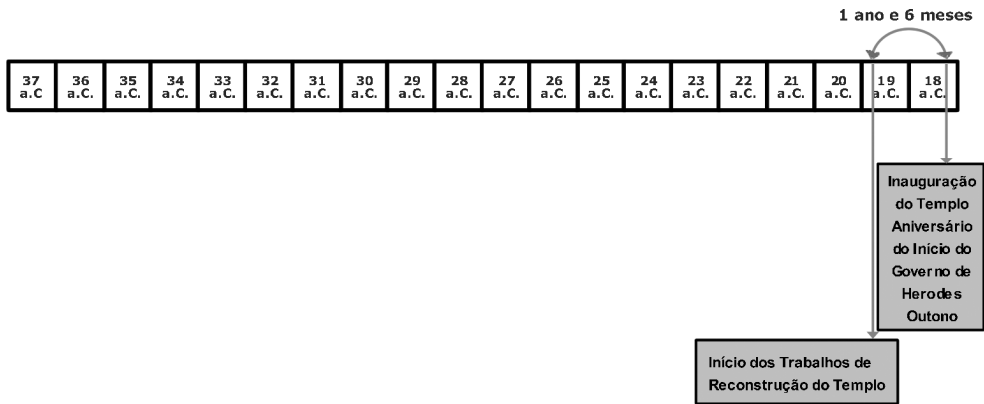 1 ano e 6 meses
37 36 35 34 33 32 31 30 29 28 27 26 25 24 23 22 21 20 19 18
a.C a.C. a.C. a.C. a.C. a.C. a.C. a.C. a.C. a.C. a.C. a.C. a.C. a.C. a.C. a.C. a.C. a.C. a.C. a.C.
Inauguração
do Templo
Aniversário
do Início do
Governo de
Herodes
Outono
Início dos Trabalhos de
Reconstrução do Templo